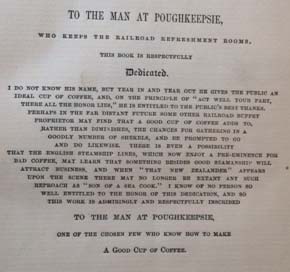 TO THE MAN AT POUGHKEEPSIE,
WHO KEEPS THE RAILROAD REFRESHMENT ROOMS,
THIS BOOK IS RESPECTFULLY
Dedicated.
I DO NOT KNOW HIS NAME, BUT YEAR IN AND YEAR OUT HE GIVES THE PUBLIC AN
IDEAL CUP OF COFFEE, AND, ON THE PRINCIPLE OF "ACT WELL YOUR PART,
THERE ALL THE HONOR LIES," HE IS ENTITLED TO THE PUBLIC'S BEST THANKS.
PERHAPS IN THE FAR DISTANT FUTURE SOME OTHER RAILROAD BUFFET
PROPRIETOR MAY FIND THAT A GOOD CUP OF COFFEE ADDS TO,
RATHER THAN DIMINISHES, THE CHANCES FOR GATHERING IN A
GOODLY NUMBER OF SHEKELS, AND BE PROMPTED TO GO
AND DO LIKEWISE. THERE IS EVEN A POSSIBILITY
THAT THE ENGLISH STEAMSHIP LINES, WHICH NOW ENJOY A PRE-EMINENCE FOR
BAD COFFEE, MAY LEARN THAT SOMETHING BESIDES GOOD SEAMANSHIP WILL
ATTRACT BUSINESS, AND WHEN "THAT NEW ZEALANDER" APPEARS
UPON THE SCENE THERE MAY NO LONGER BE EXTANT ANY SUCH
REPROACH AS "SON OF A SEA COOK." I KNOW OF NO PERSON SO
WELL ENTITLED TO THE HONOR OF THIS DEDICATION, AND SO
THIS WORK IS ADMIRINGLY AND RESPECTFULLY INSCRIBED
TO THE MAN AT POUGHKEEPSIE,
ONE OF THE CHOSEN FEW WHO KNOW HOW TO MAKE
A GOOD CUP OF COFFEE.